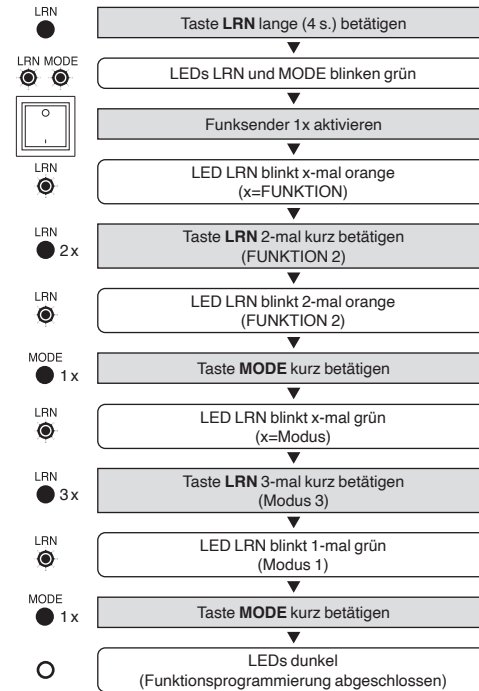 LRN
Taste LRN lange (4 s.) betätigen
LRN MODE
LEDs LRN und MODE blinken grün
Funksender 1x aktivieren
LRN
LED LRN blinkt x-mal orange
(x=FUNKTION)
LRN
2x
Taste LRN 2-mal kurz betätigen
(FUNKTION 2)
LRN
LED LRN blinkt 2-mal orange
(FUNKTION 2)
MODE
1x
Taste MODE kurz betätigen
LRN
LED LRN blinkt x-mal grün
(x=Modus)
LRN
3x
Taste LRN 3-mal kurz betätigen
(Modus 3)
LRN
LED LRN blinkt 1-mal grün
(Modus 1)
MODE
1x
Taste MODE kurz betätigen
LEDs dunkel
(Funktionsprogrammierung abgeschlossen)